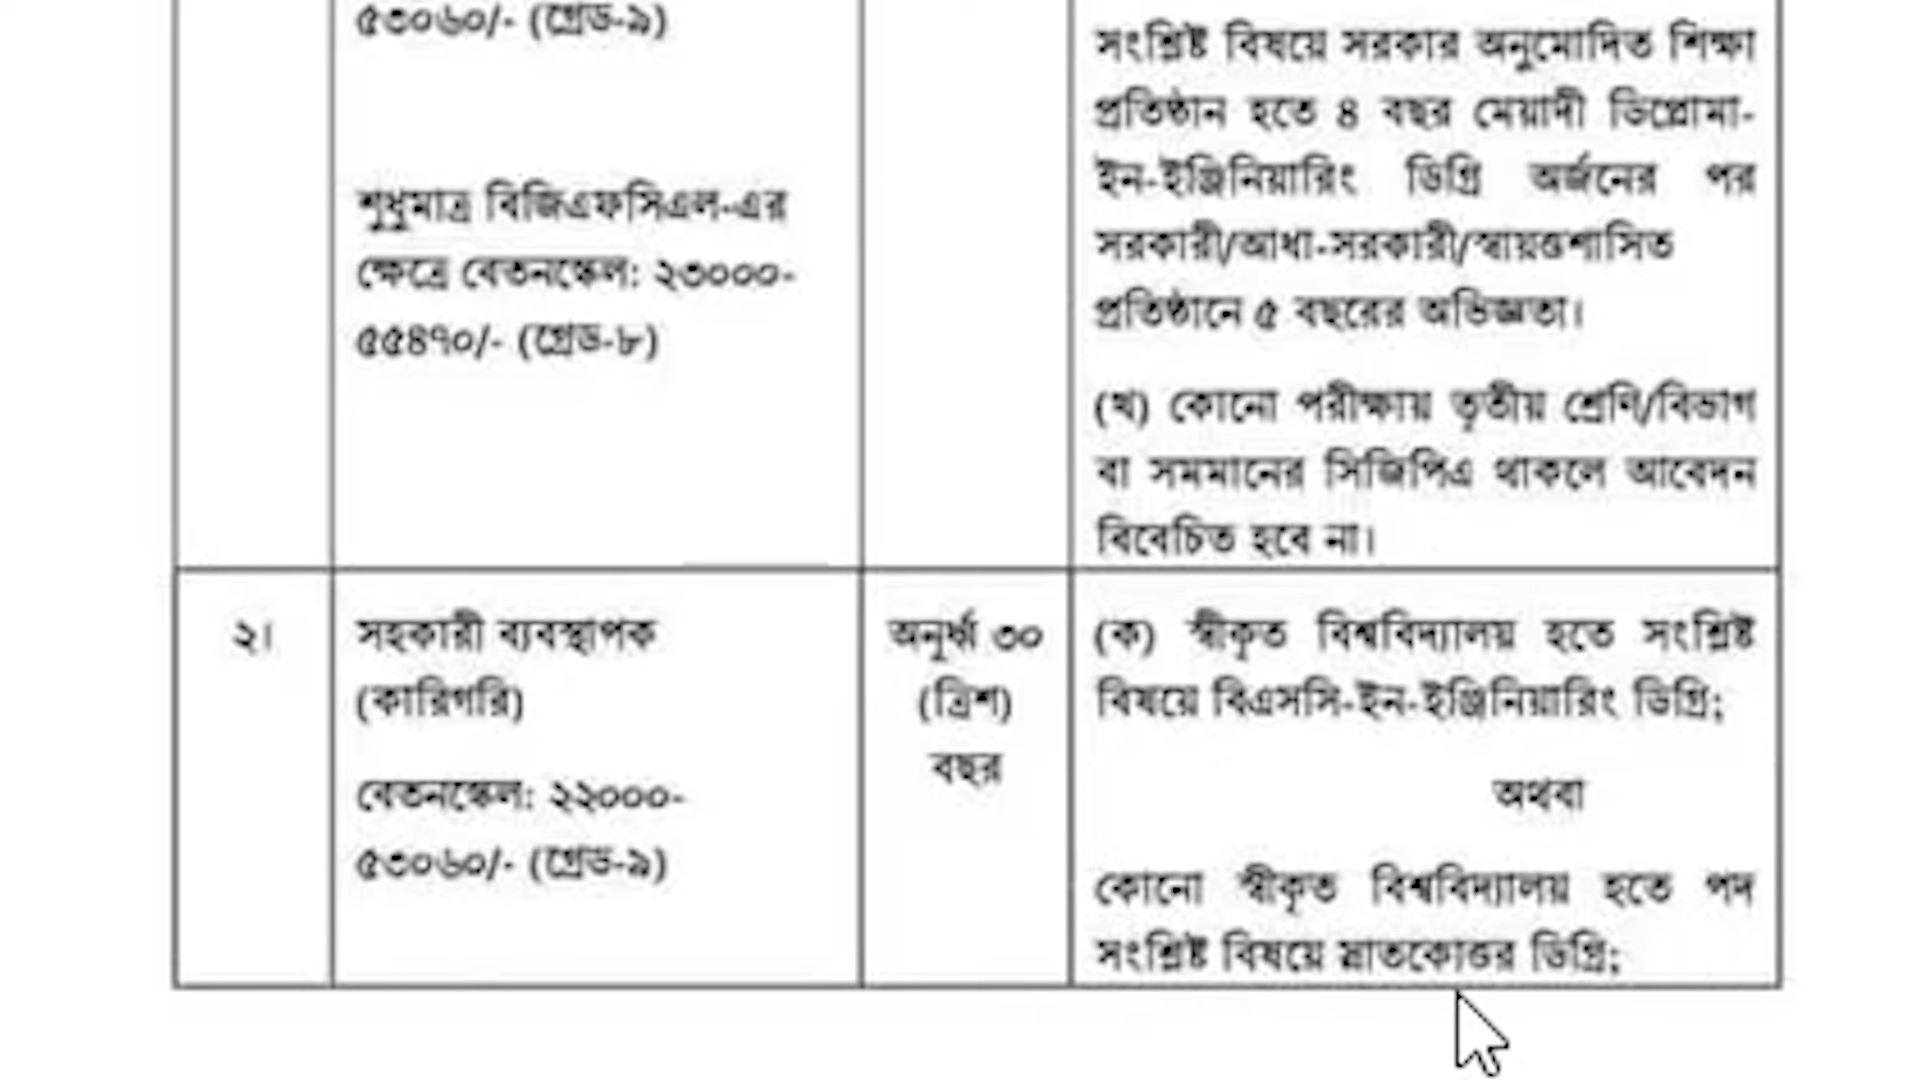 ৫৩০৬০/- (গ্রেড-৯)
শুধুমাত্র বিজিএফসিএল-এর
ক্ষেত্রে বেতনস্কেল: ২৩০০০-
৫৫৪৭০/- (গ্রেড-৮)
সংশ্লিষ্ট বিষয়ে সরকার অনুমোদিত শিক্ষা
প্রতিষ্ঠান হতে ৪ বছর মেয়াদী ডিপ্লোমা-
ইন-ইঞ্জিনিয়ারিং ডিগ্রি অর্জনের পর
সরকারী/আধা-সরকারী/স্বায়ত্তশাসিত
প্রতিষ্ঠানে ৫ বছরের অভিজ্ঞতা।
(খ) কোনো পরীক্ষায় তৃতীয় শ্রেণি/বিভাগ
বা সমমানের সিজিপিএ থাকলে আবেদন
বিবেচিত হবে না।
২।
সহকারী ব্যবস্থাপক
(কারিগরি)
বেতনস্কেল: ২২০০০-
৫৩০৬০/- (গ্রেড-৯)
অনূর্ধ্ব ৩০
(ত্রিশ)
বছর
(ক) স্বীকৃত বিশ্ববিদ্যালয় হতে সংশ্লিষ্ট
বিষয়ে বিএসসি-ইন-ইঞ্জিনিয়ারিং ডিগ্রি;
অথবা
কোনো স্বীকৃত বিশ্ববিদ্যালয় হতে পদ
সংশ্লিষ্ট বিষয়ে স্নাতকোত্তর ডিগ্রি;